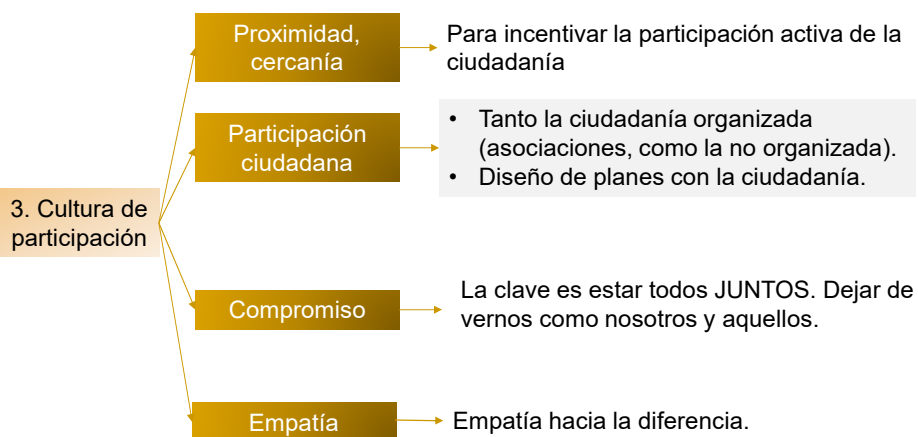 Proximidad,
cercanía
Para incentivar la participación activa de la
ciudadanía
Participación
ciudadana
• Tanto la ciudadanía organizada
(asociaciones, como la no organizada).
• Diseño de planes con la ciudadanía.
3. Cultura de
participación
Compromiso
La clave es estar todos JUNTOS. Dejar de
vernos como nosotros y aquellos.
Empatía
Empatía hacia la diferencia.